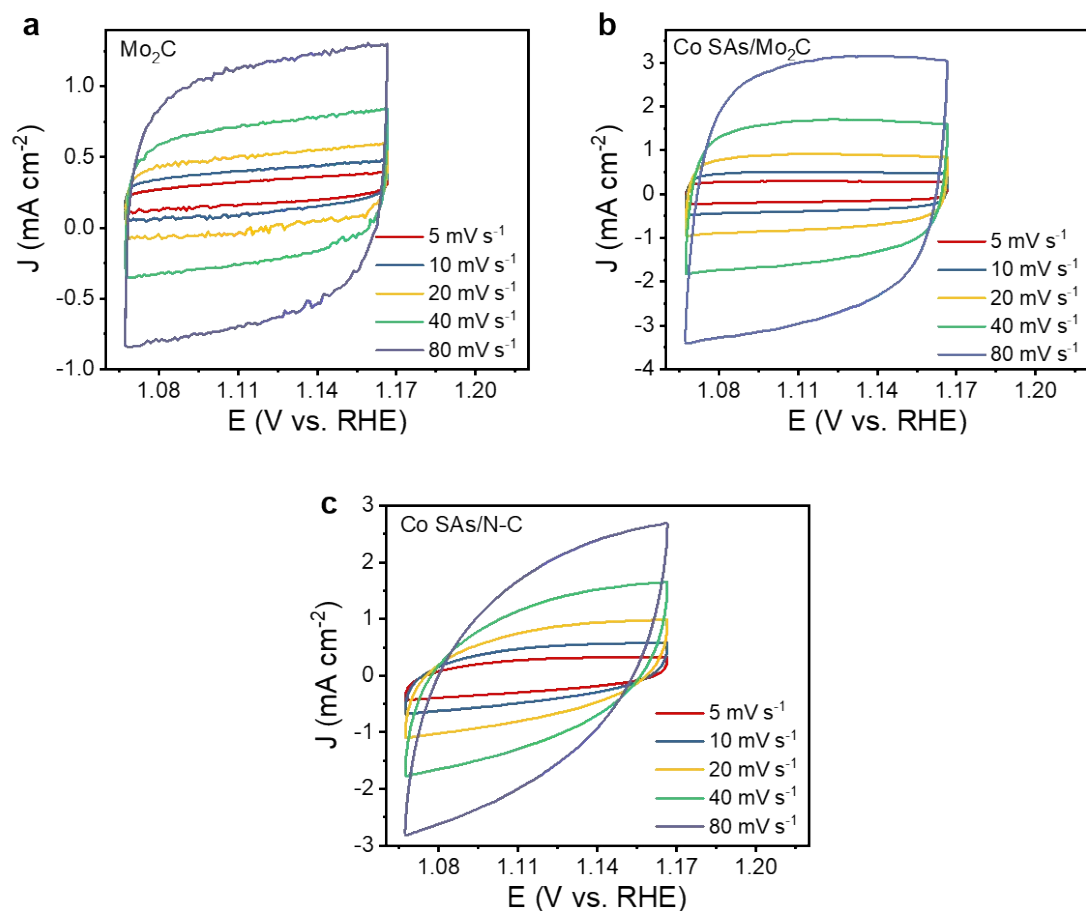 a
Mo₂C
J (mA cm⁻²)
1.0
0.5
0.0
-0.5
-1.0
5 mV s⁻¹
10 mV s⁻¹
20 mV s⁻¹
40 mV s⁻¹
80 mV s⁻¹
1.08 1.11 1.14 1.17 1.20
E (V vs. RHE)
b
Co SAs/Mo₂C
J (mA cm⁻²)
3
2
1
0
-1
-2
-3
-4
5 mV s⁻¹
10 mV s⁻¹
20 mV s⁻¹
40 mV s⁻¹
80 mV s⁻¹
1.08 1.11 1.14 1.17 1.20
E (V vs. RHE)
c
Co SAs/N-C
J (mA cm⁻²)
3
2
1
0
-1
-2
-3
5 mV s⁻¹
10 mV s⁻¹
20 mV s⁻¹
40 mV s⁻¹
80 mV s⁻¹
1.08 1.11 1.14 1.17 1.20
E (V vs. RHE)